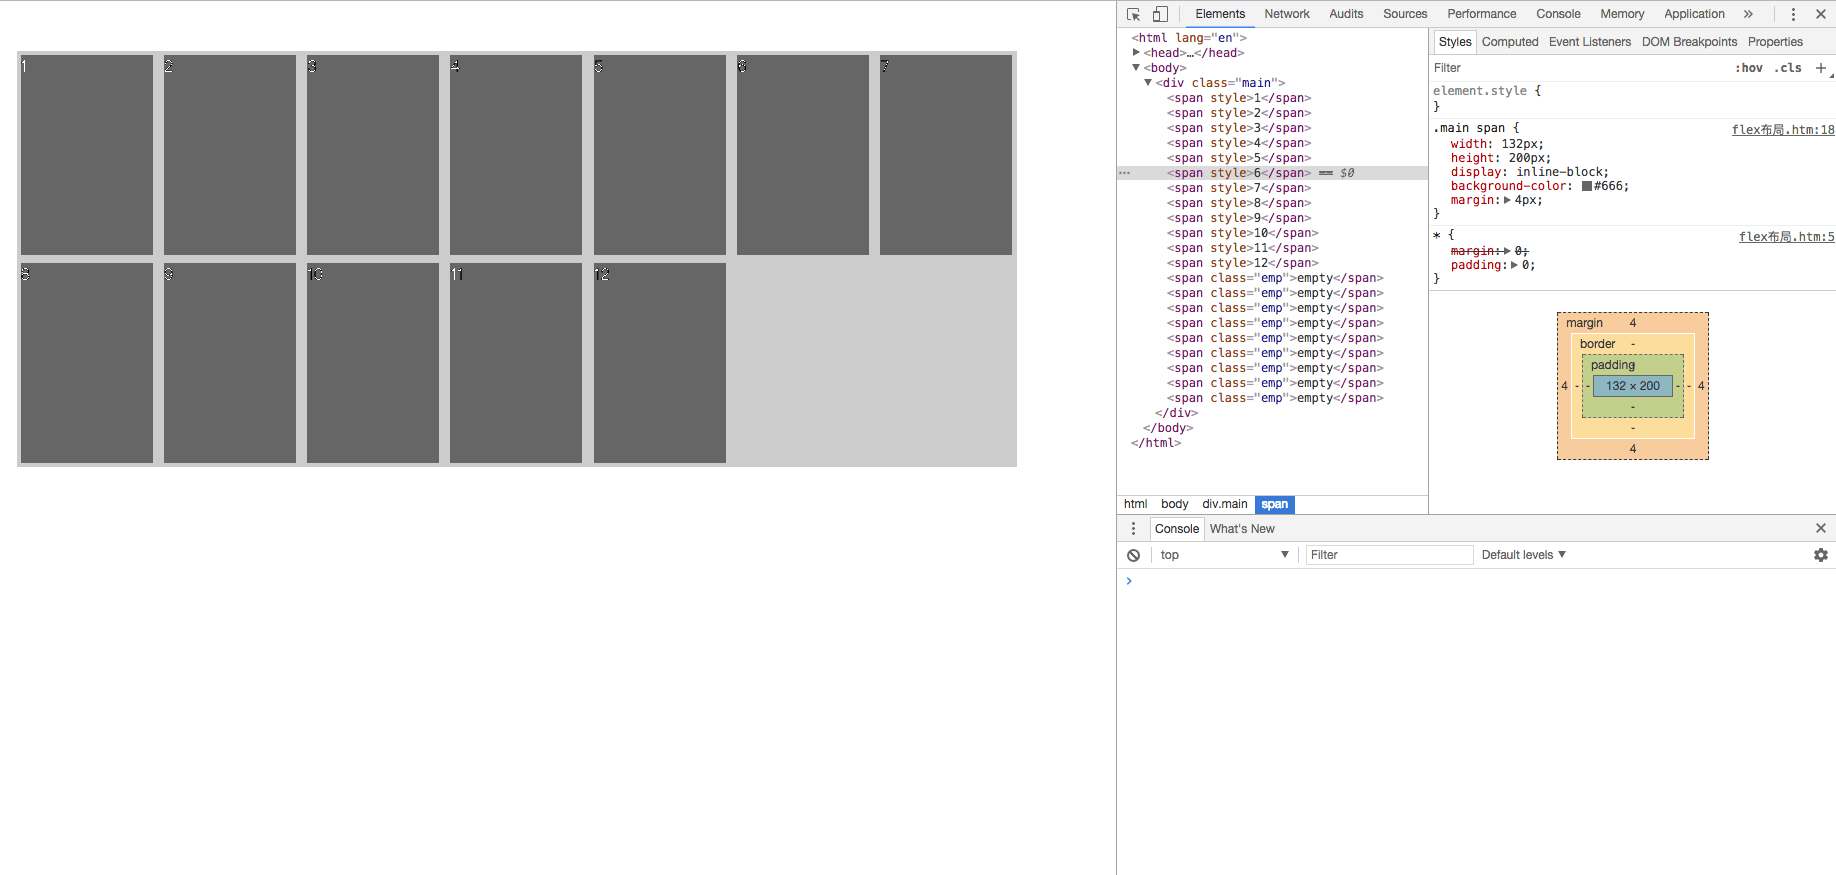 1 2 3 4 5 6 7
8 9 10 11 12
Elements Network Audits Sources Performance Console Memory Application »
<html lang="en">
<head>…</head>
<body>
<div class="main">
<span style>1</span>
<span style>2</span>
<span style>3</span>
<span style>4</span>
<span style>5</span>
<span style>6</span> == $0
<span style>7</span>
<span style>8</span>
<span style>9</span>
<span style>10</span>
<span style>11</span>
<span style>12</span>
<span class="emp">empty</span>
<span class="emp">empty</span>
<span class="emp">empty</span>
<span class="emp">empty</span>
<span class="emp">empty</span>
<span class="emp">empty</span>
<span class="emp">empty</span>
<span class="emp">empty</span>
<span class="emp">empty</span>
</div>
</body>
</html>
html body div.main span
Styles Computed Event Listeners DOM Breakpoints Properties
Filter :hov .cls +
element.style {
}
.main span { flex布局.htm:18
width: 132px;
height: 200px;
display: inline-block;
background-color: #666;
margin: 4px;
}
* { flex布局.htm:5
margin: 0;
padding: 0;
}
margin 4
border -
padding -
4 - - 132 × 200 - - 4
-
-
4
Console What's New
top Filter Default levels